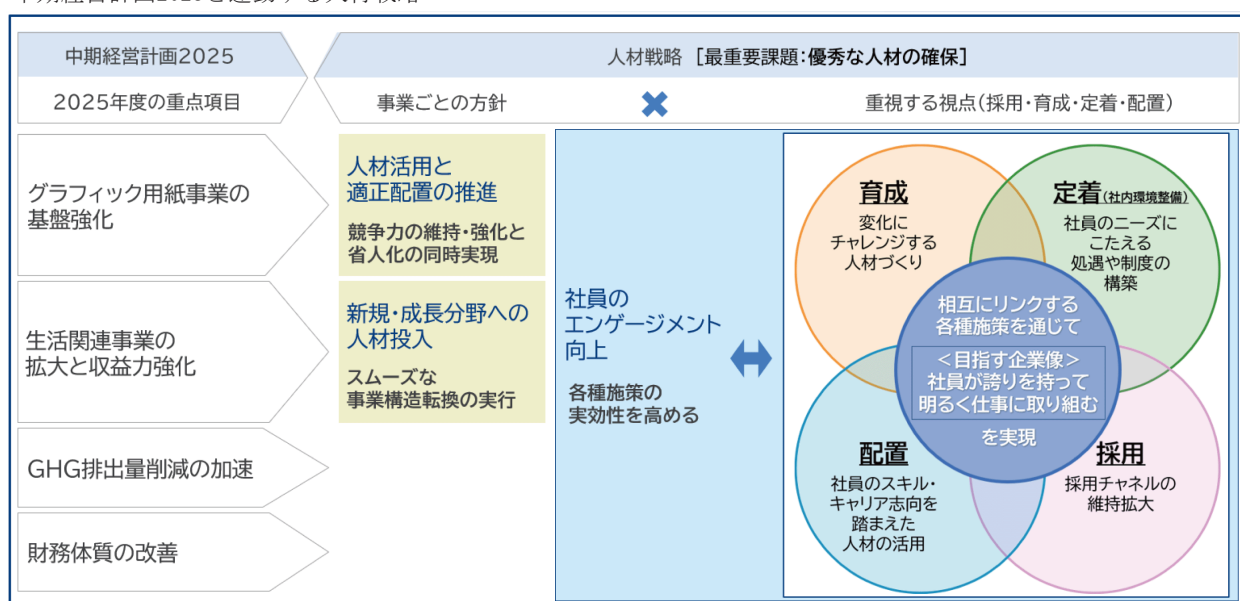 中期経営計画2025
人材戦略 [最重要課題:優秀な人材の確保]
2025年度の重点項目
事業ごとの方針
重視する視点(採用・育成・定着・配置)
グラフィック用紙事業の
基盤強化
人材活用と
適正配置の推進
競争力の維持・強化と
省人化の同時実現
生活関連事業の
拡大と収益力強化
新規・成長分野への
人材投入
スムーズな
事業構造転換の実行
GHG排出量削減の加速
財務体質の改善
社員の
エンゲージメント
向上
各種施策の
実効性を高める
育成
変化に
チャレンジする
人材づくり
定着(社内環境整備)
社員のニーズに
こたえる
処遇や制度の
構築
相互にリンクする
各種施策を通じて
<目指す企業像>
社員が誇りを持って
明るく仕事に取り組む
を実現
配置
社員のスキル・
キャリア志向を
踏まえた
人材の活用
採用
採用チャネルの
維持拡大